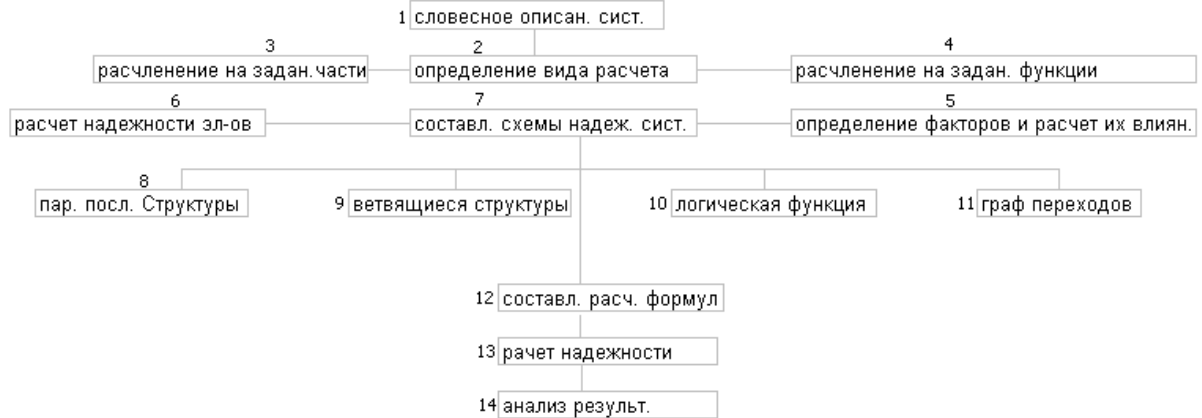 1 словесное описан. сист.
3 2 4
расчленение на задан.части определение вида расчета расчленение на задан. функции
6 7 5
расчет надежности эл-ов составл. схемы надеж. сист. определение факторов и расчет их влиян.
8
пар. посл. Структуры 9 ветвящиеся структуры 10 логическая функция 11 граф переходов
12 составл. расч. формул
13 рачет надежности
14 анализ результ.